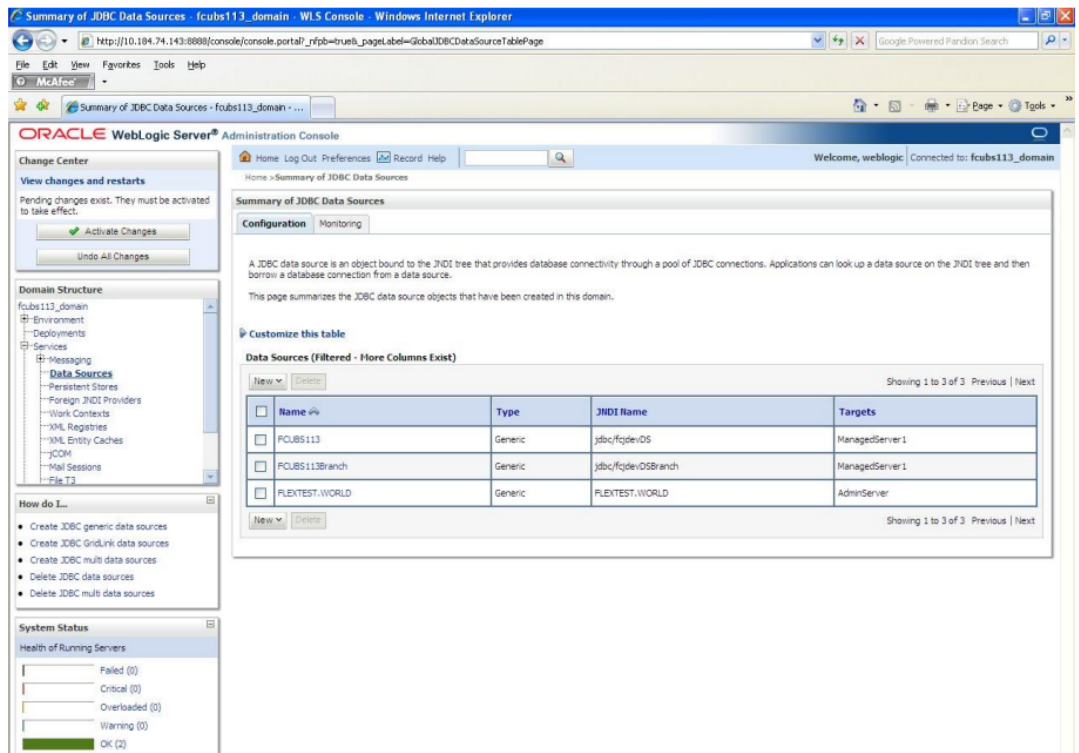 Summary of JDBC Data Sources - fcubs113_domain - WLS Console - Windows Internet Explorer
http://10.184.74.143:8888/console/console.portal?_nfpb=true&_pageLabel=GlobalJDBCDataSourceTablePage
Google Powered Pandion Search
File Edit View Favorites Tools Help
McAfee
Summary of JDBC Data Sources - fcubs113_domain - ...
Page Tools
ORACLE WebLogic Server® Administration Console
Change Center
View changes and restarts
Pending changes exist. They must be activated
to take effect.
Activate Changes
Undo All Changes
Domain Structure
fcubs113_domain
Environment
Deployments
Services
Messaging
Data Sources
Persistent Stores
Foreign JNDI Providers
Work Contexts
XML Registries
XML Entity Caches
jCOM
Mail Sessions
File T3
How do I...
Create JDBC generic data sources
Create JDBC GridLink data sources
Create JDBC multi data sources
Delete JDBC data sources
Delete JDBC multi data sources
System Status
Health of Running Servers
Failed (0)
Critical (0)
Overloaded (0)
Warning (0)
OK (2)
Home Log Out Preferences Record Help
Welcome, weblogic Connected to: fcubs113_domain
Home >Summary of JDBC Data Sources
Summary of JDBC Data Sources
Configuration Monitoring
A JDBC data source is an object bound to the JNDI tree that provides database connectivity through a pool of JDBC connections. Applications can look up a data source on the JNDI tree and then
borrow a database connection from a data source.
This page summarizes the JDBC data source objects that have been created in this domain.
Customize this table
Data Sources (Filtered - More Columns Exist)
New Delete Showing 1 to 3 of 3 Previous | Next
Name Type JNDI Name Targets
FCUBS113 Generic jdbc/fcjdevDS ManagedServer1
FCUBS113Branch Generic jdbc/fcjdevDSBranch ManagedServer1
FLEXTEST.WORLD Generic FLEXTEST.WORLD AdminServer
New Delete Showing 1 to 3 of 3 Previous | Next